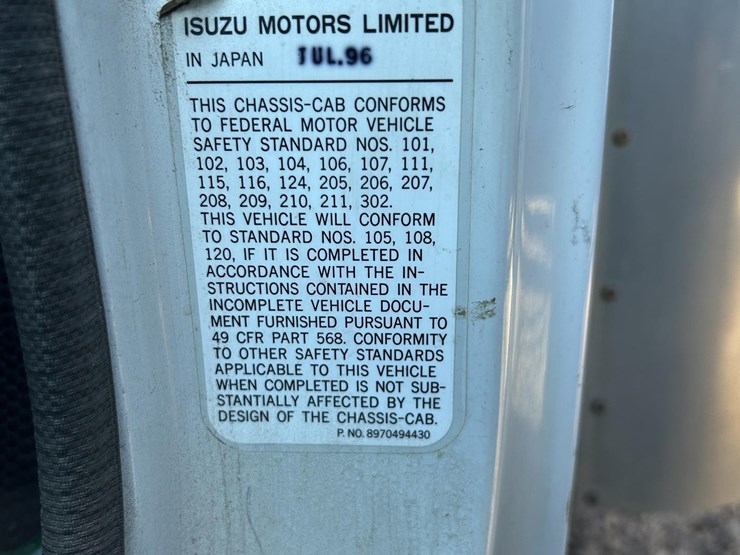 ISUZU MOTORS LIMITED
IN JAPAN JUL.96
THIS CHASSIS-CAB CONFORMS
TO FEDERAL MOTOR VEHICLE
SAFETY STANDARD NOS. 101,
102, 103, 104, 106, 107, 111,
115, 116, 124, 205, 206, 207,
208, 209, 210, 211, 302.
THIS VEHICLE WILL CONFORM
TO STANDARD NOS. 105, 108,
120, IF IT IS COMPLETED IN
ACCORDANCE WITH THE IN-
STRUCTIONS CONTAINED IN THE
INCOMPLETE VEHICLE DOCU-
MENT FURNISHED PURSUANT TO
49 CFR PART 568. CONFORMITY
TO OTHER SAFETY STANDARDS
APPLICABLE TO THIS VEHICLE
WHEN COMPLETED IS NOT SUB-
STANTIALLY AFFECTED BY THE
DESIGN OF THE CHASSIS-CAB.
P. NO. 8970494430